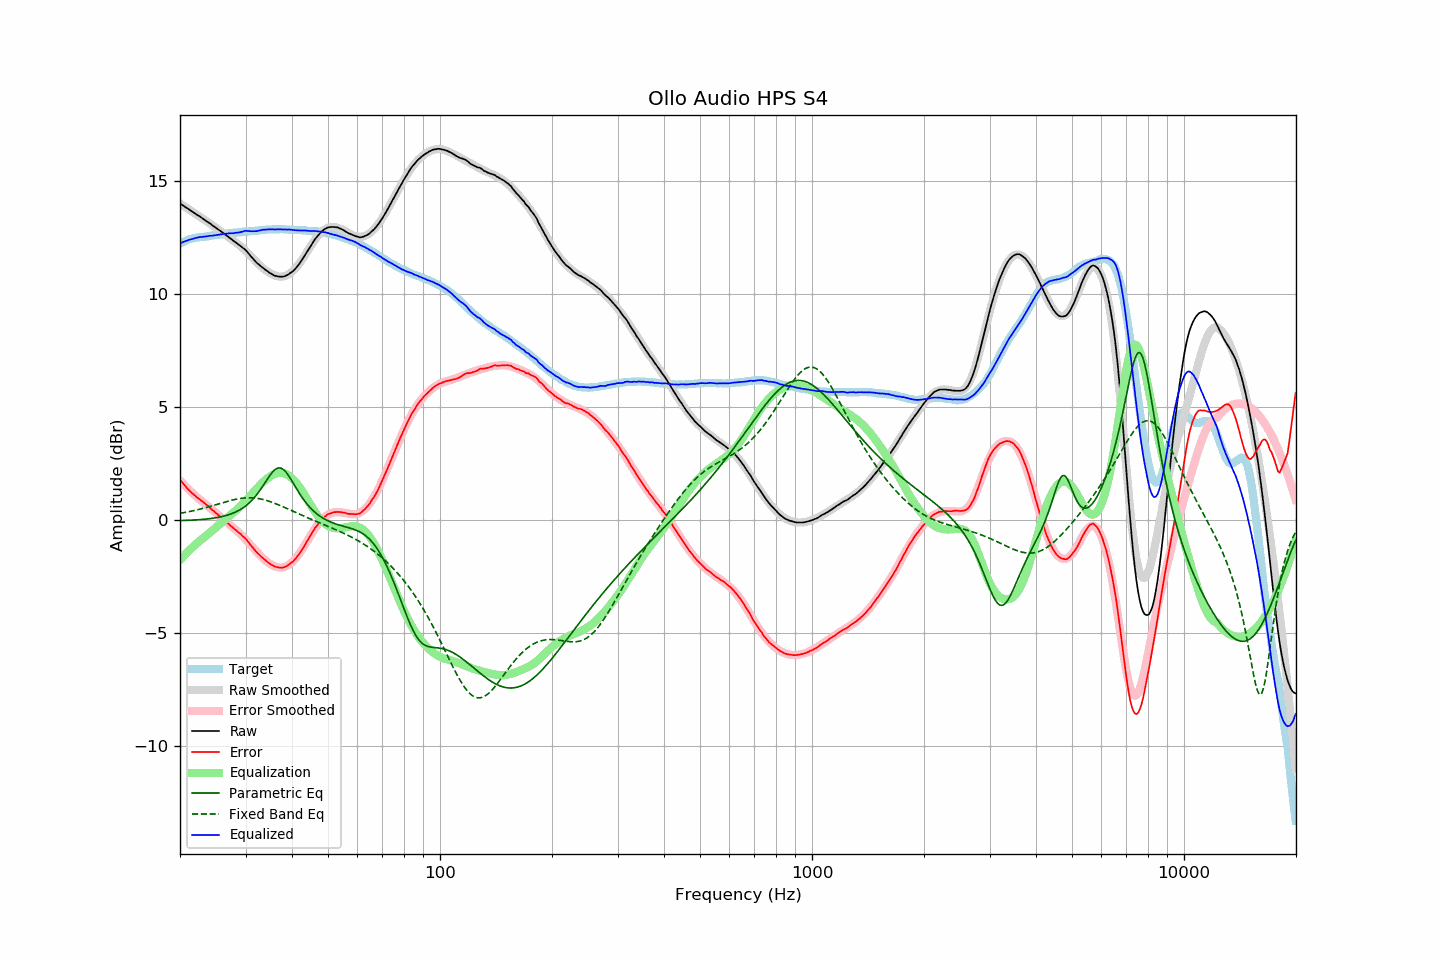 Ollo Audio HPS S4
Amplitude (dBr)
15
10
5
0
−5
−10
Target
Raw Smoothed
Error Smoothed
Raw
Error
Equalization
Parametric Eq
Fixed Band Eq
Equalized
100 1000 10000
Frequency (Hz)